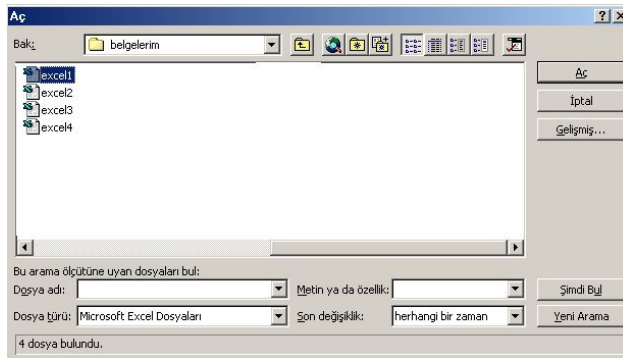 Aç
Bak: belgelerim
excel1
excel2
excel3
excel4
Aç
İptal
Gelişmiş...
Bu arama ölçütüne uyan dosyaları bul:
Dosya adı: Metin ya da özellik: Şimdi Bul
Dosya türü: Microsoft Excel Dosyaları Son değişiklik: herhangi bir zaman Yeni Arama
4 dosya bulundu.